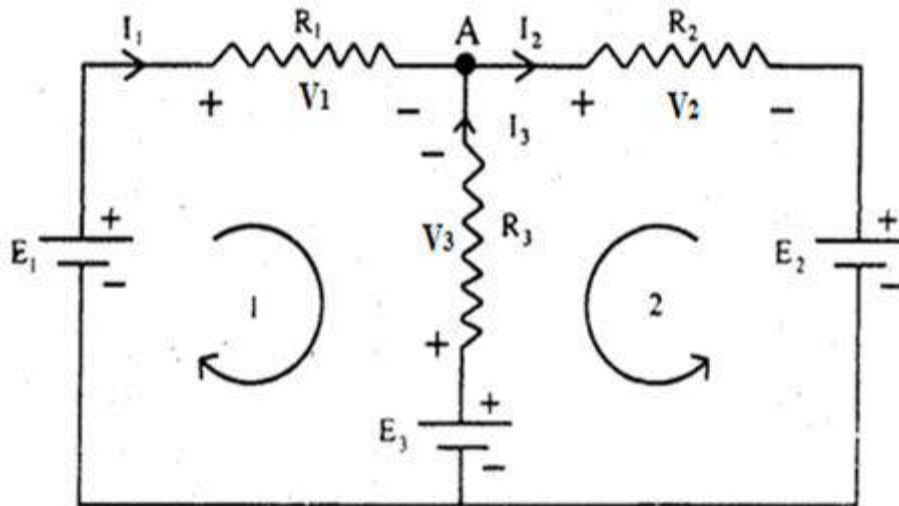 I₁ R₁ A I₂ R₂
+ V1 - + V2 -
I₃
-
E₁ + - 1 V3 R₃ 2 E₂ + -
+
E₃ + -